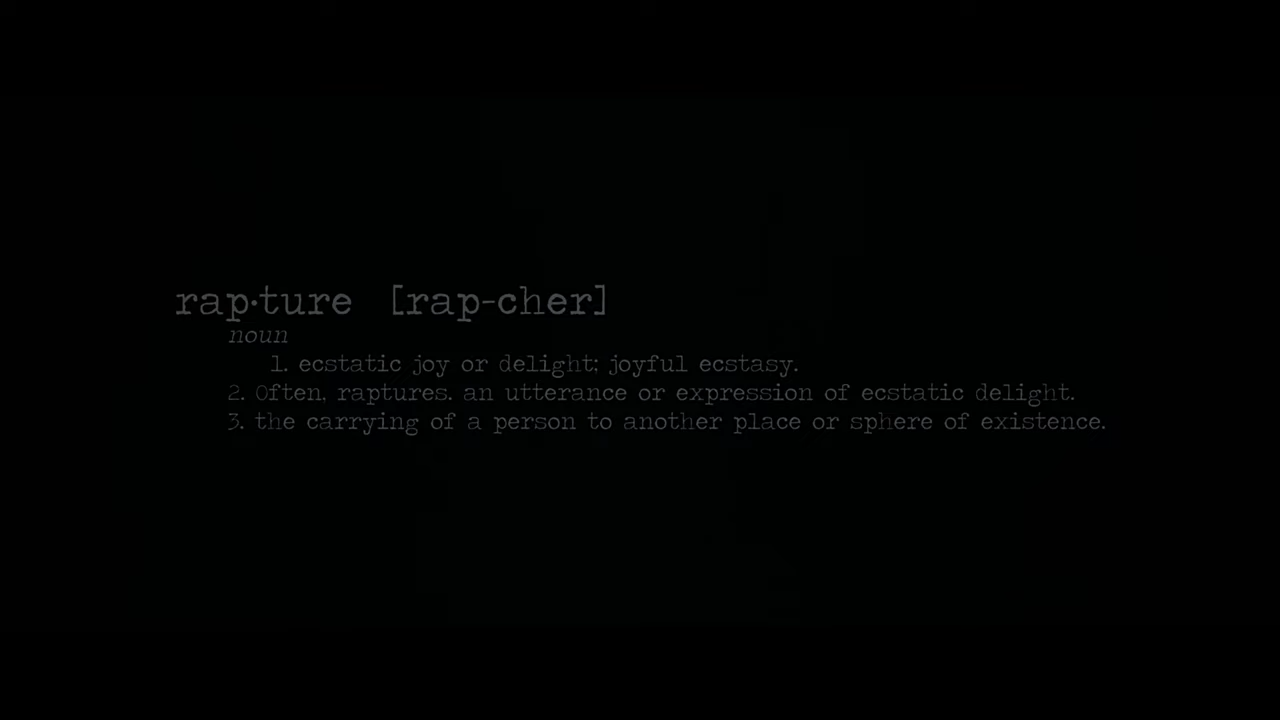 rap·ture [rap-cher]
noun
1. ecstatic joy or delight; joyful ecstasy.
2. Often, raptures. an utterance or expression of ecstatic delight.
3. the carrying of a person to another place or sphere of existence.